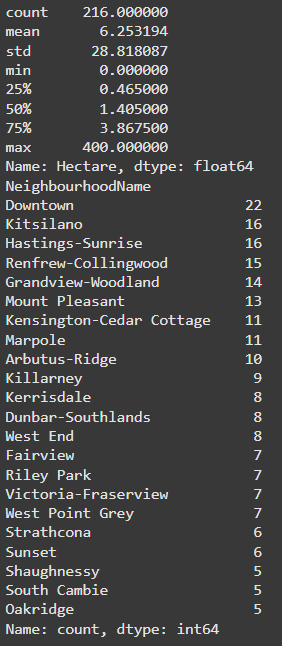 count 216.000000
mean 6.253194
std 28.818087
min 0.000000
25% 0.465000
50% 1.405000
75% 3.867500
max 400.000000
Name: Hectare, dtype: float64
NeighbourhoodName
Downtown 22
Kitsilano 16
Hastings-Sunrise 16
Renfrew-Collingwood 15
Grandview-Woodland 14
Mount Pleasant 13
Kensington-Cedar Cottage 11
Marpole 11
Arbutus-Ridge 10
Killarney 9
Kerrisdale 8
Dunbar-Southlands 8
West End 8
Fairview 7
Riley Park 7
Victoria-Fraserview 7
West Point Grey 7
Strathcona 6
Sunset 6
Shaughnessy 5
South Cambie 5
Oakridge 5
Name: count, dtype: int64